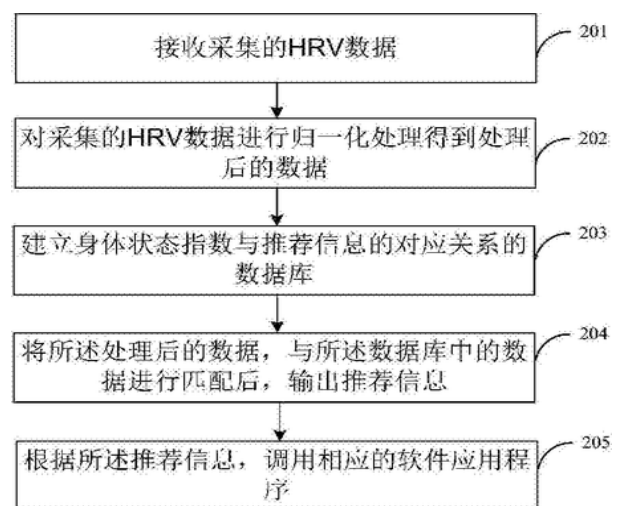 接收采集的HRV数据
201
对采集的HRV数据进行归一化处理得到处理
后的数据
202
建立身体状态指数与推荐信息的对应关系的
数据库
203
将所述处理后的数据，与所述数据库中的数
据进行匹配后，输出推荐信息
204
根据所述推荐信息，调用相应的软件应用程
序
205